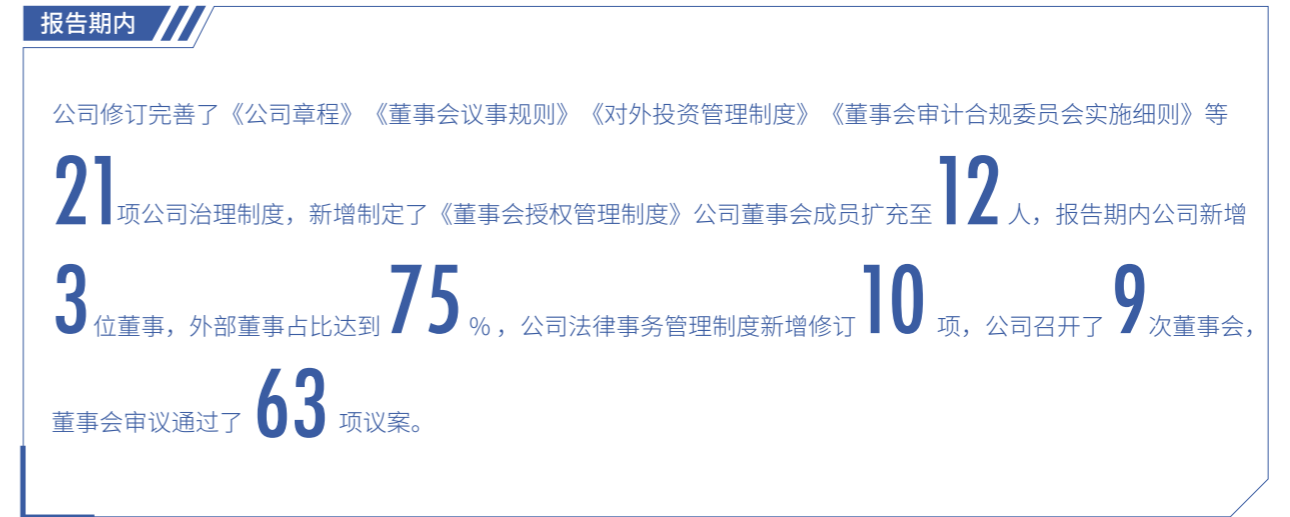 报告期内
公司修订完善了《公司章程》《董事会议事规则》《对外投资管理制度》《董事会审计合规委员会实施细则》等
21项公司治理制度，新增制定了《董事会授权管理制度》公司董事会成员扩充至12人，报告期内公司新增
3位董事，外部董事占比达到75%，公司法律事务管理制度新增修订10项，公司召开了9次董事会，
董事会审议通过了63项议案。